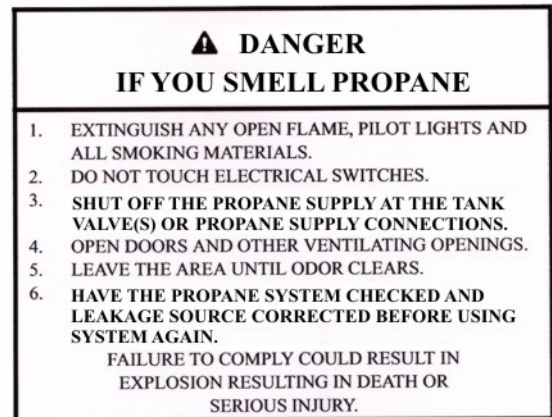 DANGER
IF YOU SMELL PROPANE
1. EXTINGUISH ANY OPEN FLAME, PILOT LIGHTS AND
ALL SMOKING MATERIALS.
2. DO NOT TOUCH ELECTRICAL SWITCHES.
3. SHUT OFF THE PROPANE SUPPLY AT THE TANK
VALVE(S) OR PROPANE SUPPLY CONNECTIONS.
4. OPEN DOORS AND OTHER VENTILATING OPENINGS.
5. LEAVE THE AREA UNTIL ODOR CLEARS.
6. HAVE THE PROPANE SYSTEM CHECKED AND
LEAKAGE SOURCE CORRECTED BEFORE USING
SYSTEM AGAIN.
FAILURE TO COMPLY COULD RESULT IN
EXPLOSION RESULTING IN DEATH OR
SERIOUS INJURY.